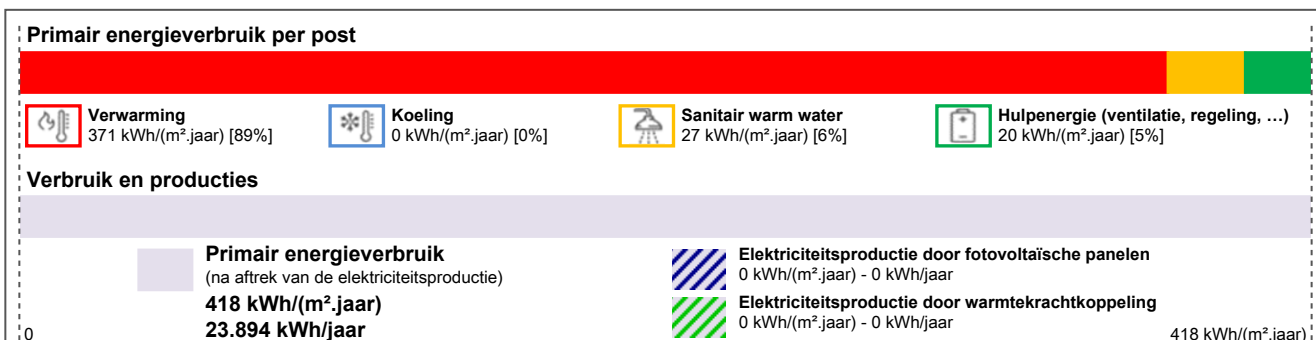 Primair energieverbruik per post
Verwarming
371 kWh/(m².jaar) [89%]
Koeling
0 kWh/(m².jaar) [0%]
Sanitair warm water
27 kWh/(m².jaar) [6%]
Hulpenergie (ventilatie, regeling, ...)
20 kWh/(m².jaar) [5%]
Verbruik en producties
Primair energieverbruik
(na aftrek van de elektriciteitsproductie)
418 kWh/(m².jaar)
23.894 kWh/jaar
Elektriciteitsproductie door fotovoltaïsche panelen
0 kWh/(m².jaar) - 0 kWh/jaar
Elektriciteitsproductie door warmtekrachtkoppeling
0 kWh/(m².jaar) - 0 kWh/jaar
0
418 kWh/(m².jaar)